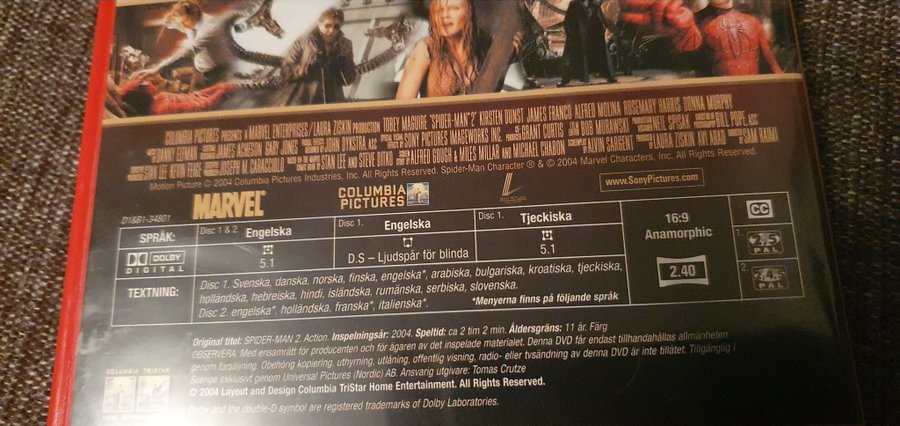 COLUMBIA PICTURES PRESENTS A MARVEL ENTERPRISES/LAURA ZISKIN PRODUCTION TOBEY MAGUIRE "SPIDER-MAN™ 2" KIRSTEN DUNST JAMES FRANCO ALFRED MOLINA ROSEMARY HARRIS DONNA MURPHY
DANNY ELFMAN JAMES ACHESON GARY JONES JOHN DYKSTRA, ASC SONY PICTURES IMAGEWORKS INC. GRANT CURTIS NEIL SPISAK BILL POPE, ASC
STAN LEE KEVIN FEIGE JOSEPH M. CARACCIOLO STAN LEE AND STEVE DITKO ALFRED GOUGH & MILES MILLAR AND MICHAEL CHABON ALVIN SARGENT LAURA ZISKIN AVI ARAD SAM RAIMI
Motion Picture © 2004 Columbia Pictures Industries, Inc. All Rights Reserved. Spider-Man Character ® & © 2004 Marvel Characters, Inc. All Rights Reserved.
MARVEL
COLUMBIA PICTURES
www.SonyPictures.com
D1&B1-34801
SPRÅK:
Disc 1 & 2. Engelska
Disc 1. Engelska
Disc 1. Tjeckiska
DOLBY DIGITAL
5.1
D.S – Ljudspår för blinda
5.1
16:9
Anamorphic
2.40
CC
1.
2.5
PAL
2.
PAL
TEXTNING:
Disc 1. Svenska, danska, norska, finska, engelska*, arabiska, bulgariska, kroatiska, tjeckiska,
holländska, hebreiska, hindi, isländska, rumänska, serbiska, slovenska.
Disc 2. engelska*, holländska, franska*, italienska*.
*Menyerna finns på följande språk
Original titel: SPIDER-MAN 2. Action. Inspelningsår: 2004. Speltid: ca 2 tim 2 min. Åldersgräns: 11 år. Färg
OBSERVERA. Med ensamrätt för producenten och för ägaren av det inspelade materialet. Denna DVD får endast tillhandahållas allmänheten
genom försäljning. Obehörig kopiering, uthyrning, utlåning, offentlig visning, radio- eller tvsändning av denna DVD är inte tillåtet. Tillgänglig i
Sverige exklusivt genom Universal Pictures (Nordic) AB. Ansvarig utgivare: Tomas Crutze
© 2004 Layout and Design Columbia TriStar Home Entertainment. All Rights Reserved.
COLUMBIA TRISTAR
and the double-D symbol are registered trademarks of Dolby Laboratories.